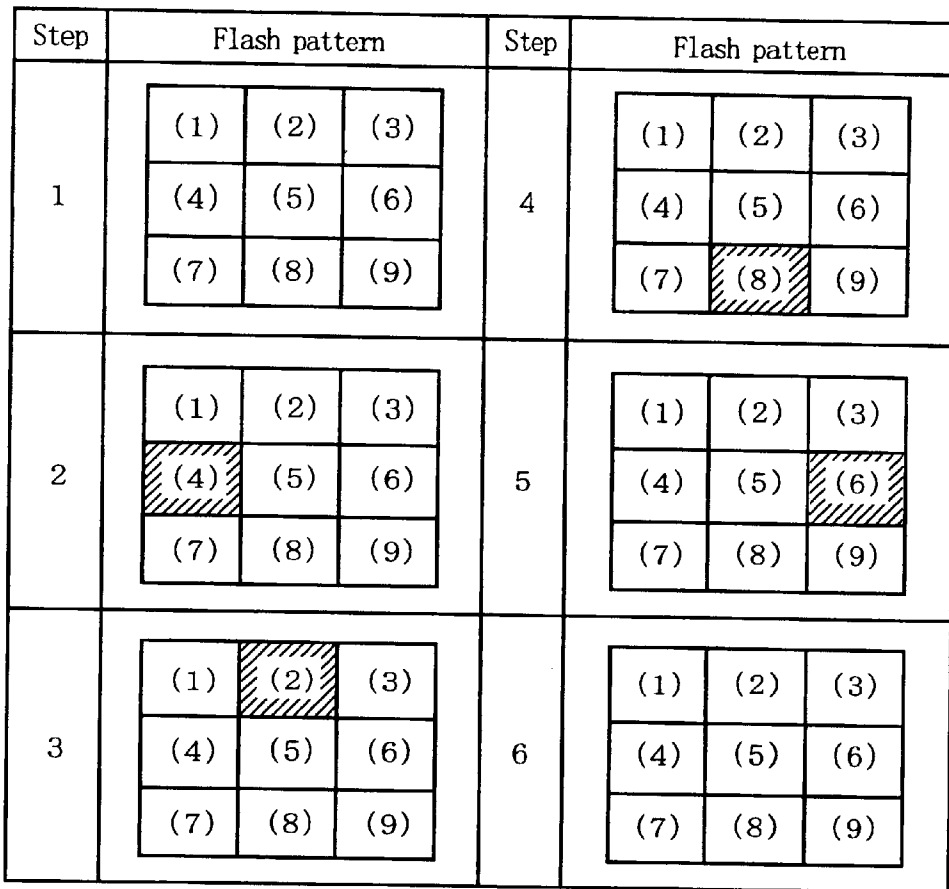 Step Flash pattern Step Flash pattern
1
(1) (2) (3)
(4) (5) (6)
(7) (8) (9)
4
(1) (2) (3)
(4) (5) (6)
(7) (8) (9)
2
(1) (2) (3)
(4) (5) (6)
(7) (8) (9)
5
(1) (2) (3)
(4) (5) (6)
(7) (8) (9)
3
(1) (2) (3)
(4) (5) (6)
(7) (8) (9)
6
(1) (2) (3)
(4) (5) (6)
(7) (8) (9)